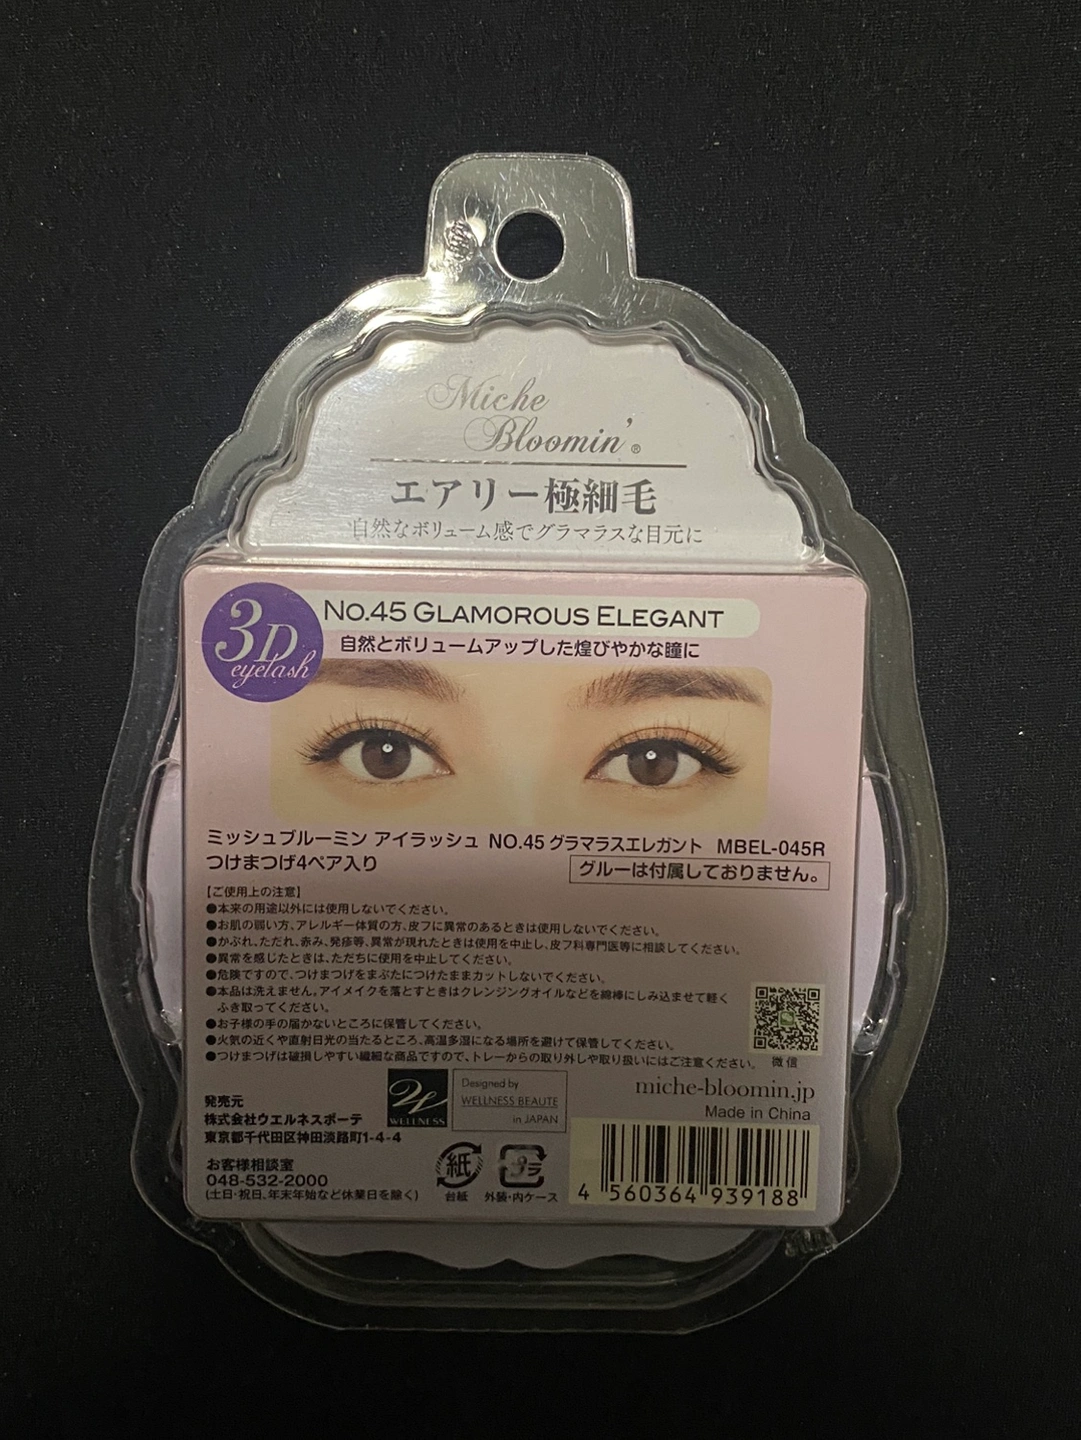 Miche
Bloomin'®
エアリー極細毛
自然なボリューム感でグラマラスな目元に
3D
eyelash
No.45 GLAMOROUS ELEGANT
自然とボリュームアップした煌びやかな瞳に
ミッシュブルーミン アイラッシュ NO.45 グラマラスエレガント MBEL-045R
つけまつげ4ペア入り
グルーは付属しておりません。
【ご使用上の注意】
●本来の用途以外には使用しないでください。
●お肌の弱い方、アレルギー体質の方、皮フに異常のあるときは使用しないでください。
●かぶれ、ただれ、赤み、発疹等、異常が現れたときは使用を中止し、皮フ科専門医等に相談してください。
●異常を感じたときは、ただちに使用を中止してください。
●危険ですので、つけまつげをまぶたにつけたままカットしないでください。
●本品は洗えません。アイメイクを落とすときはクレンジングオイルなどを綿棒にしみ込ませて軽く
ふき取ってください。
●お子様の手の届かないところに保管してください。
●火気の近くや直射日光の当たるところ、高温多湿になる場所を避けて保管してください。
●つけまつげは破損しやすい繊細な商品ですので、トレーからの取り外しや取り扱いにはご注意ください。
微信
発売元
株式会社ウエルネスボーテ
東京都千代田区神田淡路町1-4-4
お客様相談室
048-532-2000
(土日・祝日、年末年始など休業日を除く)
W
WELLNESS
Designed by
WELLNESS BEAUTE
in JAPAN
紙
台紙
プラ
外装・内ケース
miche-bloomin.jp
Made in China
4 560364 939188